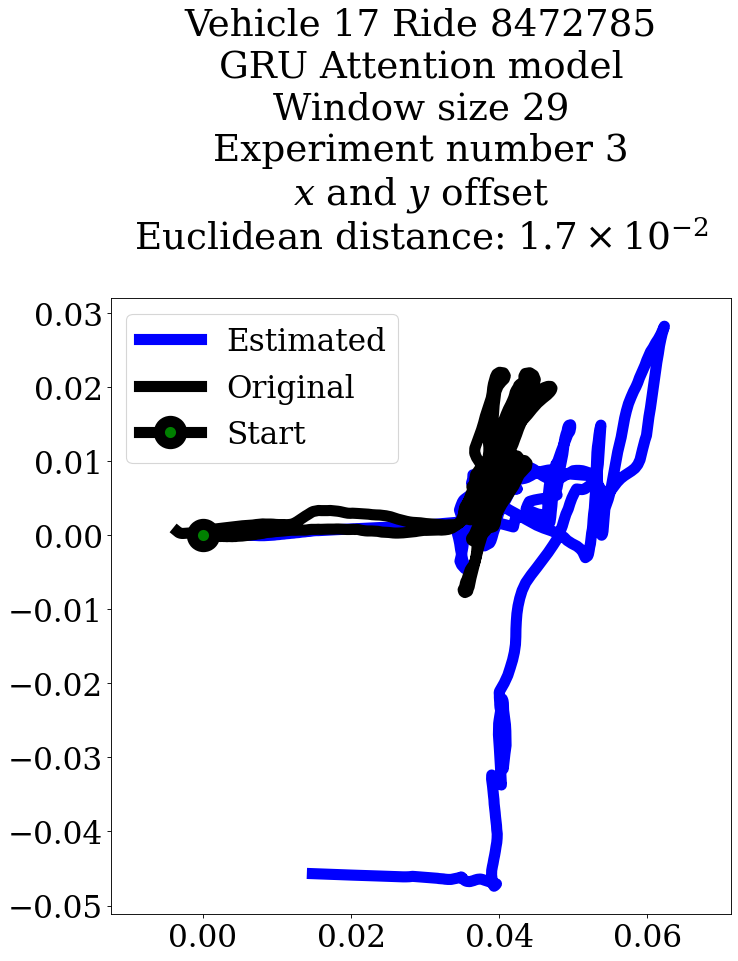 Vehicle 17 Ride 8472785
GRU Attention model
Window size 29
Experiment number 3
x and y offset
Euclidean distance: 1.7 × 10⁻²
0.03
0.02
0.01
0.00
−0.01
−0.02
−0.03
−0.04
−0.05
Estimated
Original
Start
0.00 0.02 0.04 0.06